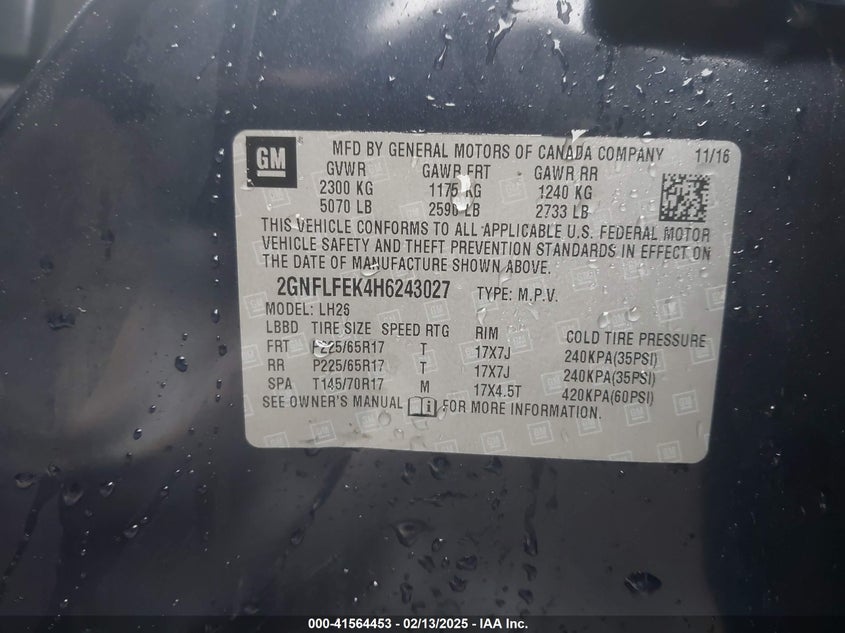 GM MFD BY GENERAL MOTORS OF CANADA COMPANY 11/16
GVWR GAWR FRT GAWR RR
2300 KG 1175 KG 1240 KG
5070 LB 2590 LB 2733 LB
THIS VEHICLE CONFORMS TO ALL APPLICABLE U.S. FEDERAL MOTOR
VEHICLE SAFETY AND THEFT PREVENTION STANDARDS IN EFFECT ON
THE DATE OF MANUFACTURE SHOWN ABOVE.
2GNFLFEK4H6243027 TYPE: M.P.V.
MODEL: LH26
LBBD TIRE SIZE SPEED RTG RIM COLD TIRE PRESSURE
FRT P225/65R17 T 17X7J 240KPA(35PSI)
RR P225/65R17 T 17X7J 240KPA(35PSI)
SPA T145/70R17 M 17X4.5T 420KPA(60PSI)
SEE OWNER'S MANUAL FOR MORE INFORMATION.
000-41564453 - 02/13/2025 - IAAI.COM